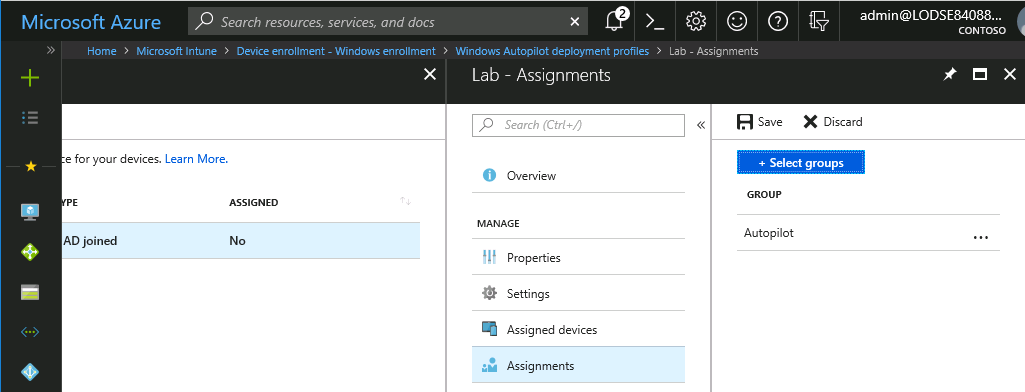 Microsoft Azure
Search resources, services, and docs
2
admin@LODSE84088...
CONTOSO
Home > Microsoft Intune > Device enrollment - Windows enrollment > Windows Autopilot deployment profiles > Lab - Assignments
Lab - Assignments
ce for your devices. Learn More.
YPE ASSIGNED
AD joined No
Search (Ctrl+/)
Overview
MANAGE
Properties
Settings
Assigned devices
Assignments
Save Discard
+ Select groups
GROUP
Autopilot ...